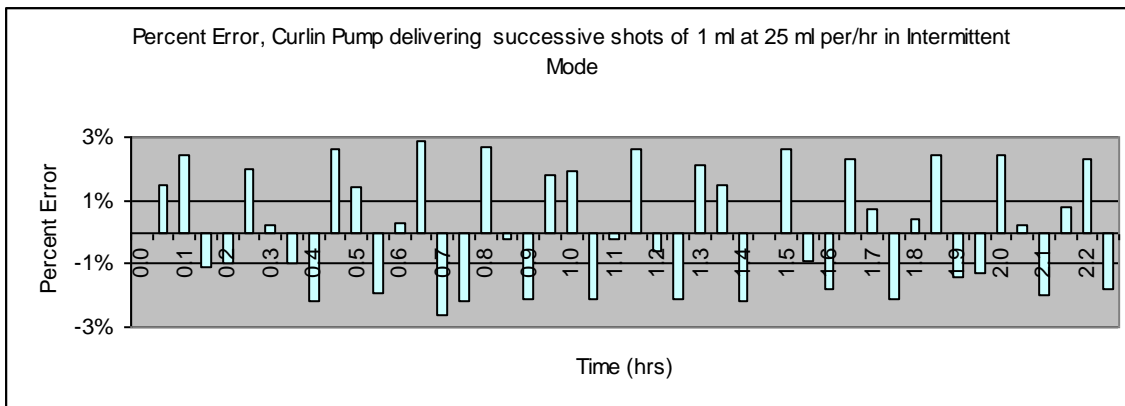 Percent Error, Curlin Pump delivering successive shots of 1 ml at 25 ml per/hr in Intermittent
Mode
Percent Error
3%
1%
-1%
-3%
0.0 0.1 0.2 0.3 0.4 0.5 0.6 0.7 0.8 0.9 1.0 1.1 1.2 1.3 1.4 1.5 1.6 1.7 1.8 1.9 2.0 2.1 2.2
Time (hrs)